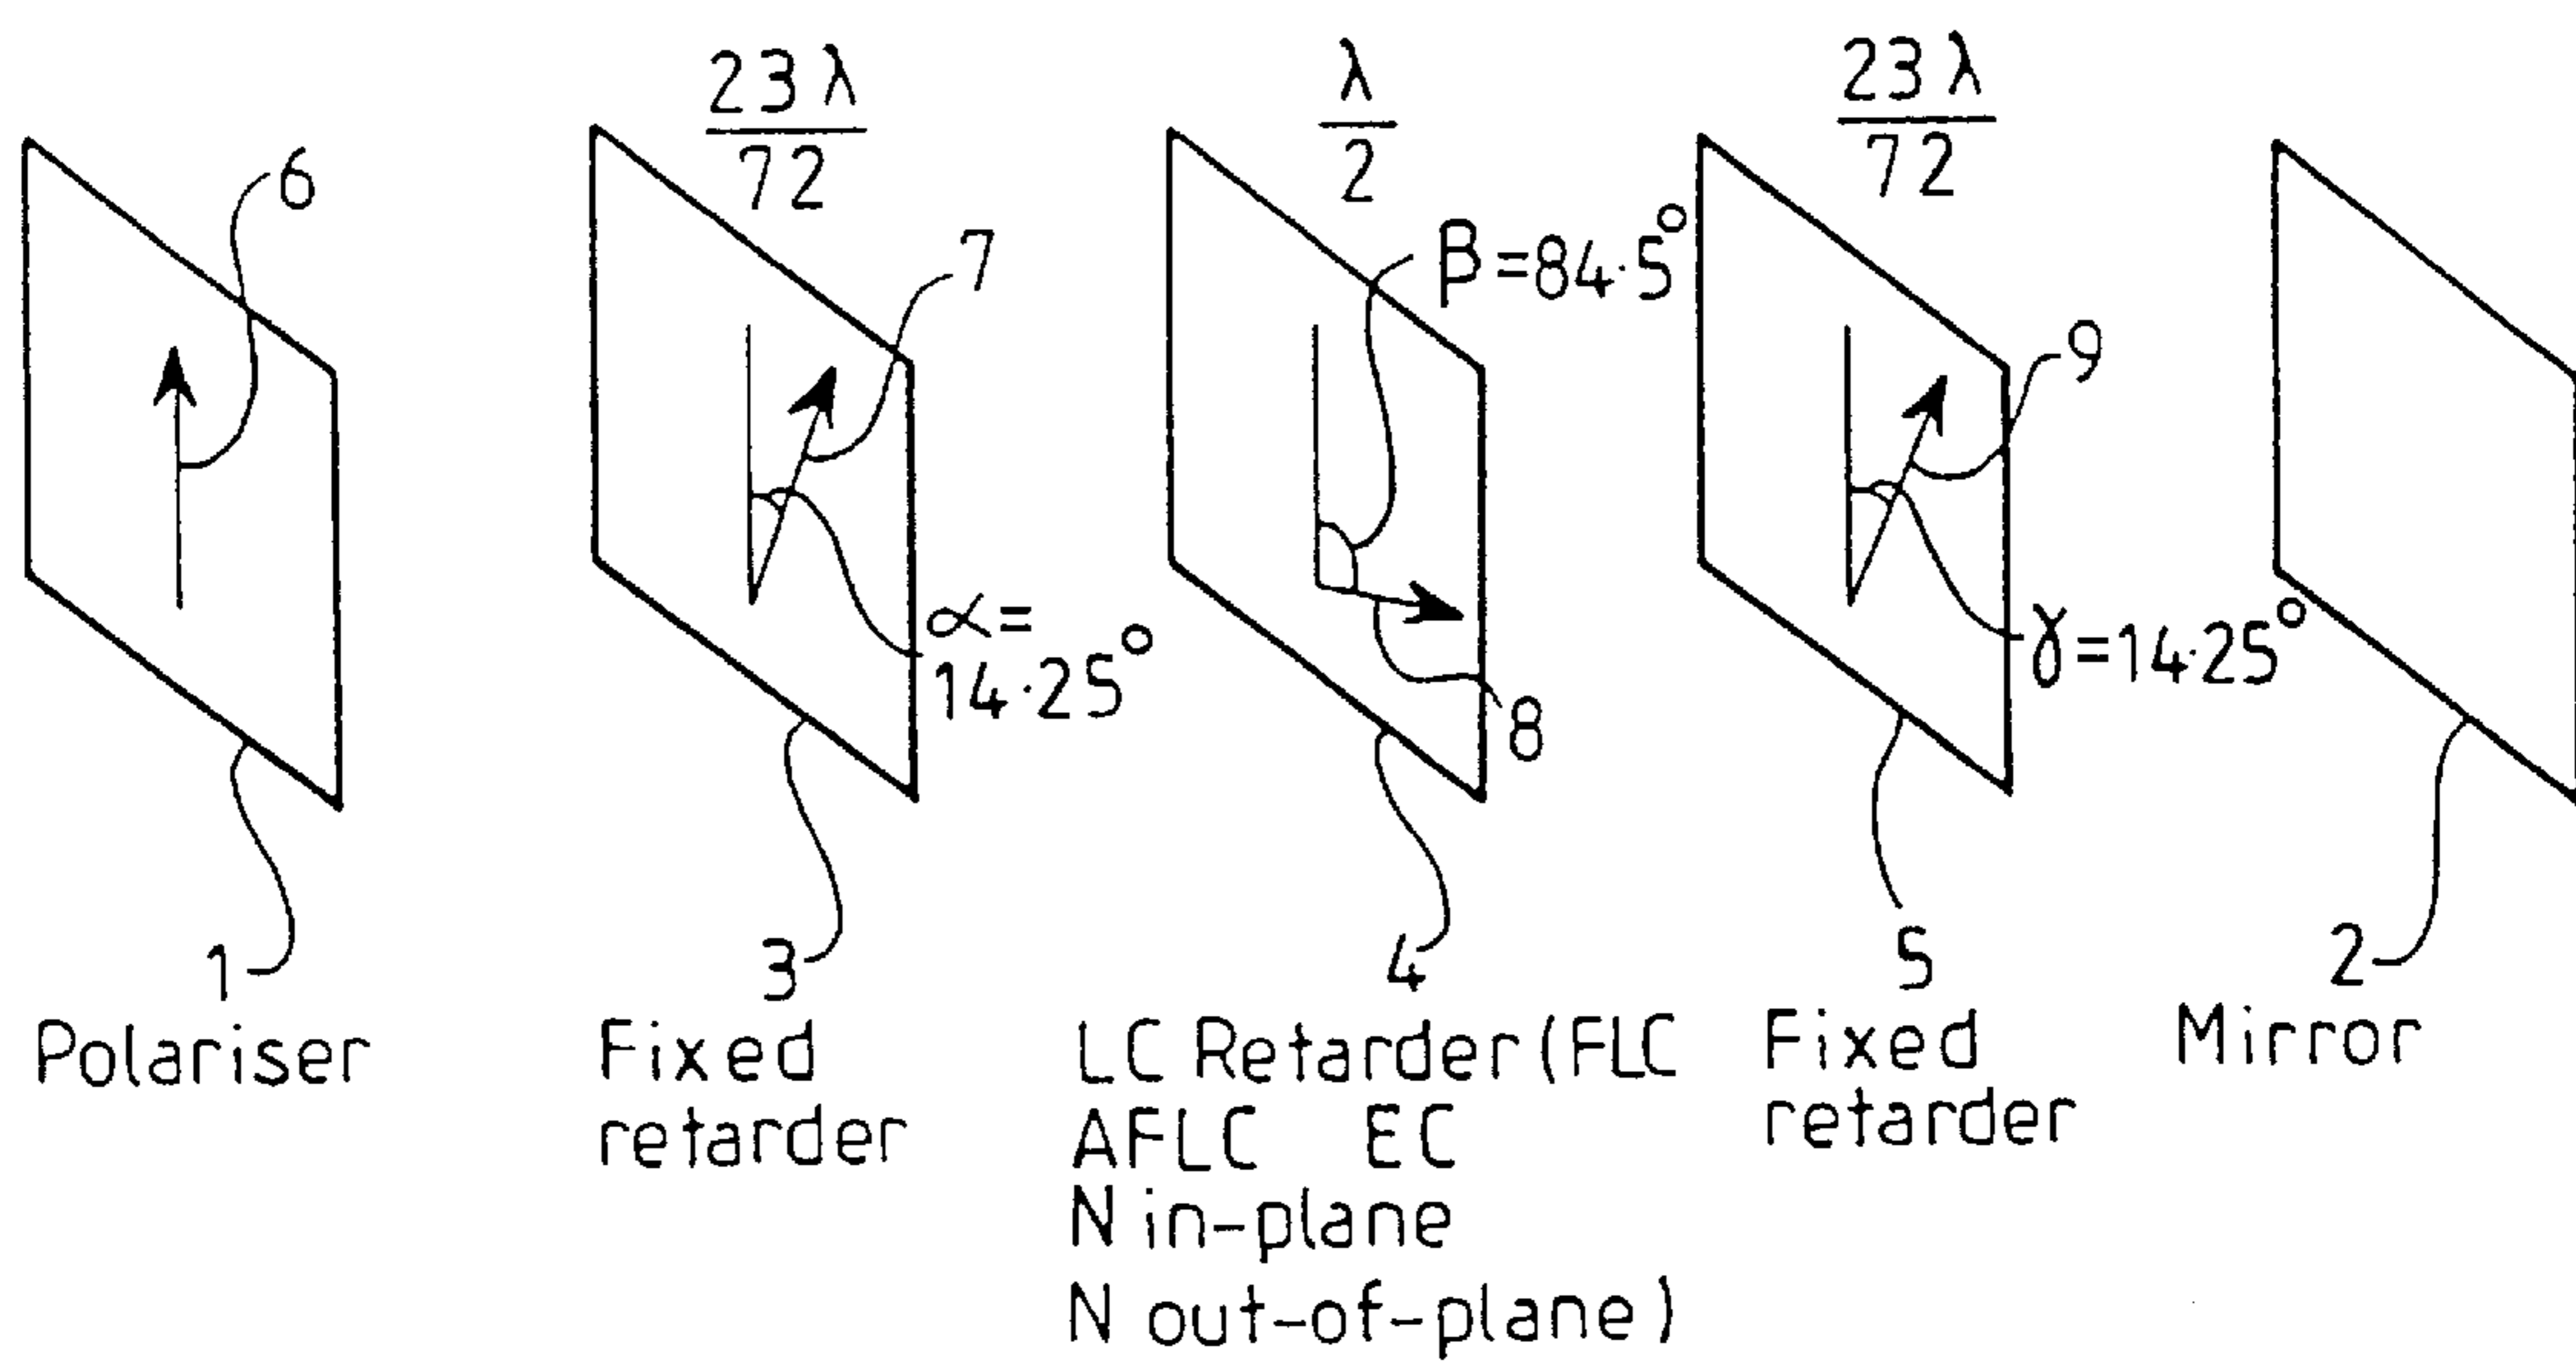 6
23λ
72
7
α=
14·25°
λ
2
β=84·5°
8
23λ
72
9
γ=14·25°
1
Polariser
3
Fixed
retarder
4
LC Retarder (FLC
AFLC EC
N in-plane
N out-of-plane)
5
Fixed
retarder
2
Mirror